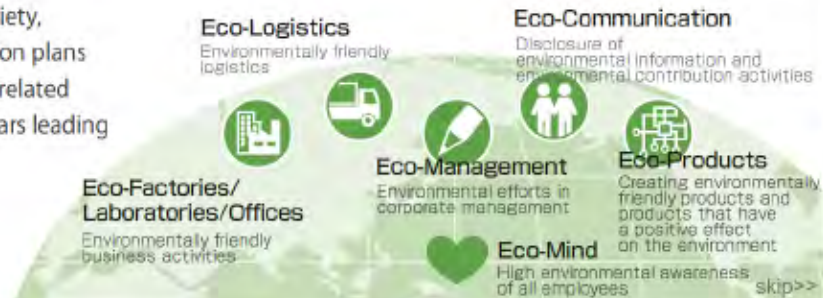 iety,
on plans
related
ars leading
Eco-Logistics
Environmentally friendly
logistics
Eco-Communication
Disclosure of
environmental information and
environmental contribution activities
Eco-Factories/
Laboratories/Offices
Environmentally friendly
business activities
Eco-Management
Environmental efforts in
corporate management
Eco-Products
Creating environmentally
friendly products and
products that have
a positive effect
on the environment
Eco-Mind
High environmental awareness
of all employees
skip>>